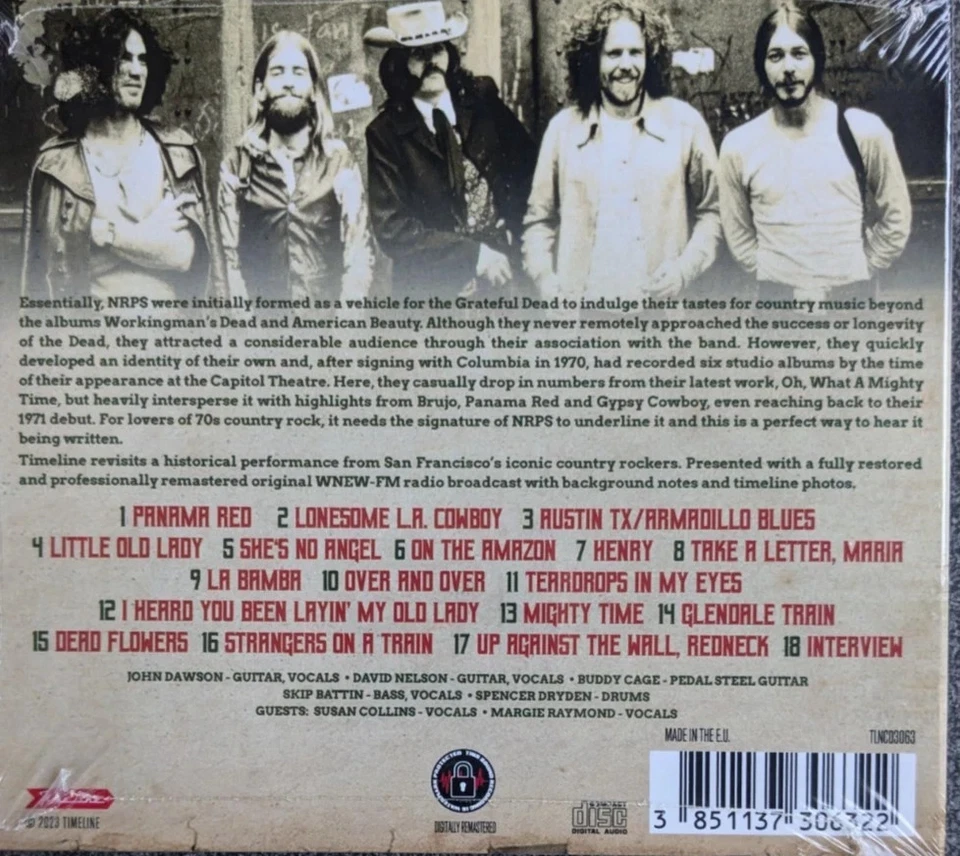 Essentially, NRPS were initially formed as a vehicle for the Grateful Dead to indulge their tastes for country music beyond
the albums Workingman's Dead and American Beauty. Although they never remotely approached the success or longevity
of the Dead, they attracted a considerable audience through their association with the band. However, they quickly
developed an identity of their own and, after signing with Columbia in 1970, had recorded six studio albums by the time
of their appearance at the Capitol Theatre. Here, they casually drop in numbers from their latest work, Oh, What A Mighty
Time, but heavily intersperse it with highlights from Brujo, Panama Red and Gypsy Cowboy, even reaching back to their
1971 debut. For lovers of 70s country rock, it needs the signature of NRPS to underline it and this is a perfect way to hear it
being written.
Timeline revisits a historical performance from San Francisco's iconic country rockers. Presented with a fully restored
and professionally remastered original WNEW-FM radio broadcast with background notes and timeline photos.
1 PANAMA RED 2 LONESOME L.A. COWBOY 3 AUSTIN TX/ARMADILLO BLUES
4 LITTLE OLD LADY 5 SHE'S NO ANGEL 6 ON THE AMAZON 7 HENRY 8 TAKE A LETTER, MARIA
9 LA BAMBA 10 OVER AND OVER 11 TEARDROPS IN MY EYES
12 I HEARD YOU BEEN LAYIN' MY OLD LADY 13 MIGHTY TIME 14 GLENDALE TRAIN
15 DEAD FLOWERS 16 STRANGERS ON A TRAIN 17 UP AGAINST THE WALL, REDNECK 18 INTERVIEW
JOHN DAWSON - GUITAR, VOCALS • DAVID NELSON - GUITAR, VOCALS • BUDDY CAGE - PEDAL STEEL GUITAR
SKIP BATTIN - BASS, VOCALS • SPENCER DRYDEN - DRUMS
GUESTS: SUSAN COLLINS - VOCALS • MARGIE RAYMOND - VOCALS
MADE IN THE E.U. TLNCD3063
© 2023 TIMELINE
DIGITALLY REMASTERED
COMPACT
disc
DIGITAL AUDIO
3 851137 306322